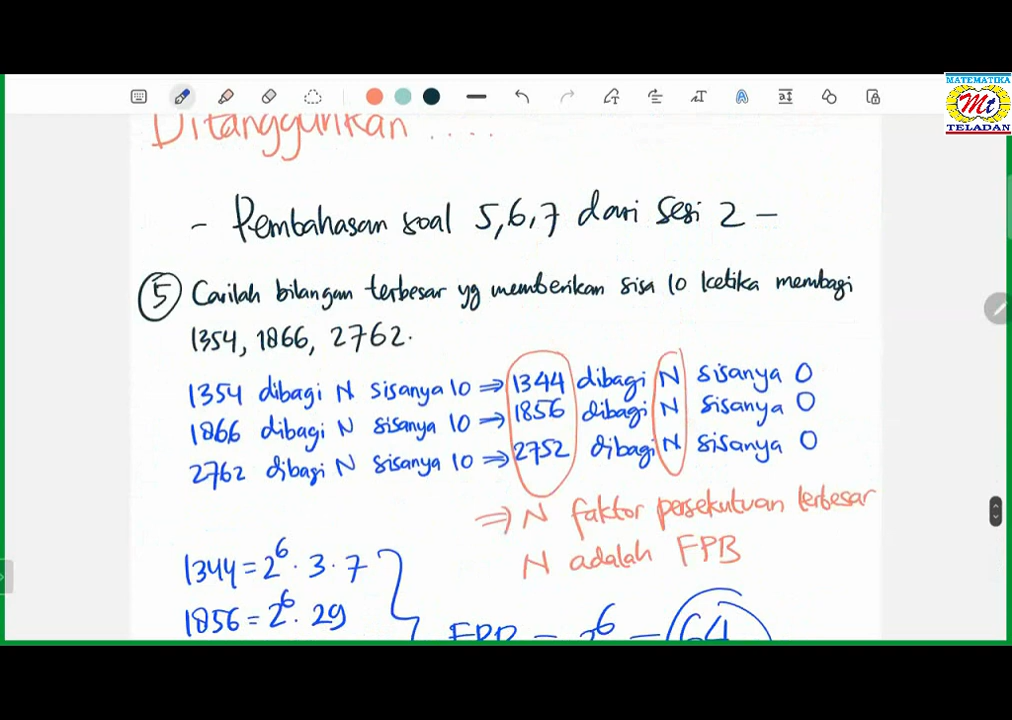 MATEMATIKA
Mt
TELADAN
Ditangguhkan ....
- Pembahasan soal 5,6,7 dari sesi 2 -
5 Carilah bilangan terbesar yg memberikan sisa 10 ketika membagi
1354, 1866, 2762.
1354 dibagi N sisanya 10 ⇒ 1344 dibagi N sisanya 0
1866 dibagi N sisanya 10 ⇒ 1856 dibagi N sisanya 0
2762 dibagi N sisanya 10 ⇒ 2752 dibagi N sisanya 0
⇒ N faktor persekutuan terbesar
N adalah FPB
1344 = 2⁶ · 3 · 7
1856 = 2⁶ · 29
FPB = 2⁶ = 64